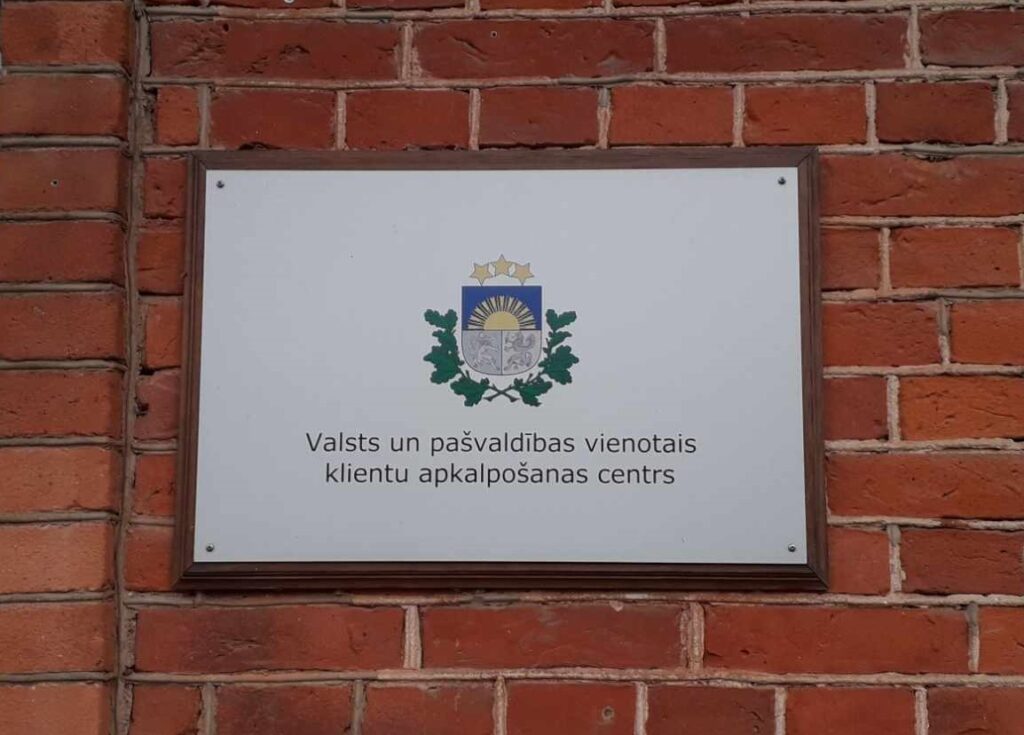 Valsts un pašvaldības vienotais
klientu apkalpošanas centrs